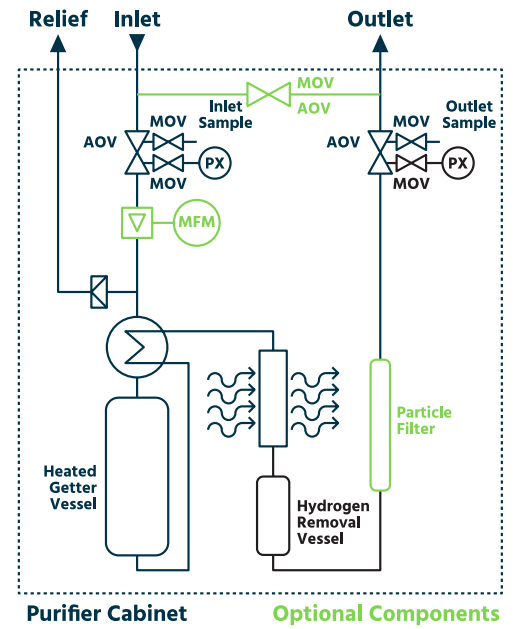 Relief
Inlet
Outlet
MOV
AOV
Inlet
Sample
MOV
AOV
PX
MOV
Outlet
Sample
MOV
AOV
PX
MOV
MFM
Particle
Filter
Heated
Getter
Vessel
Hydrogen
Removal
Vessel
Purifier Cabinet
Optional Components